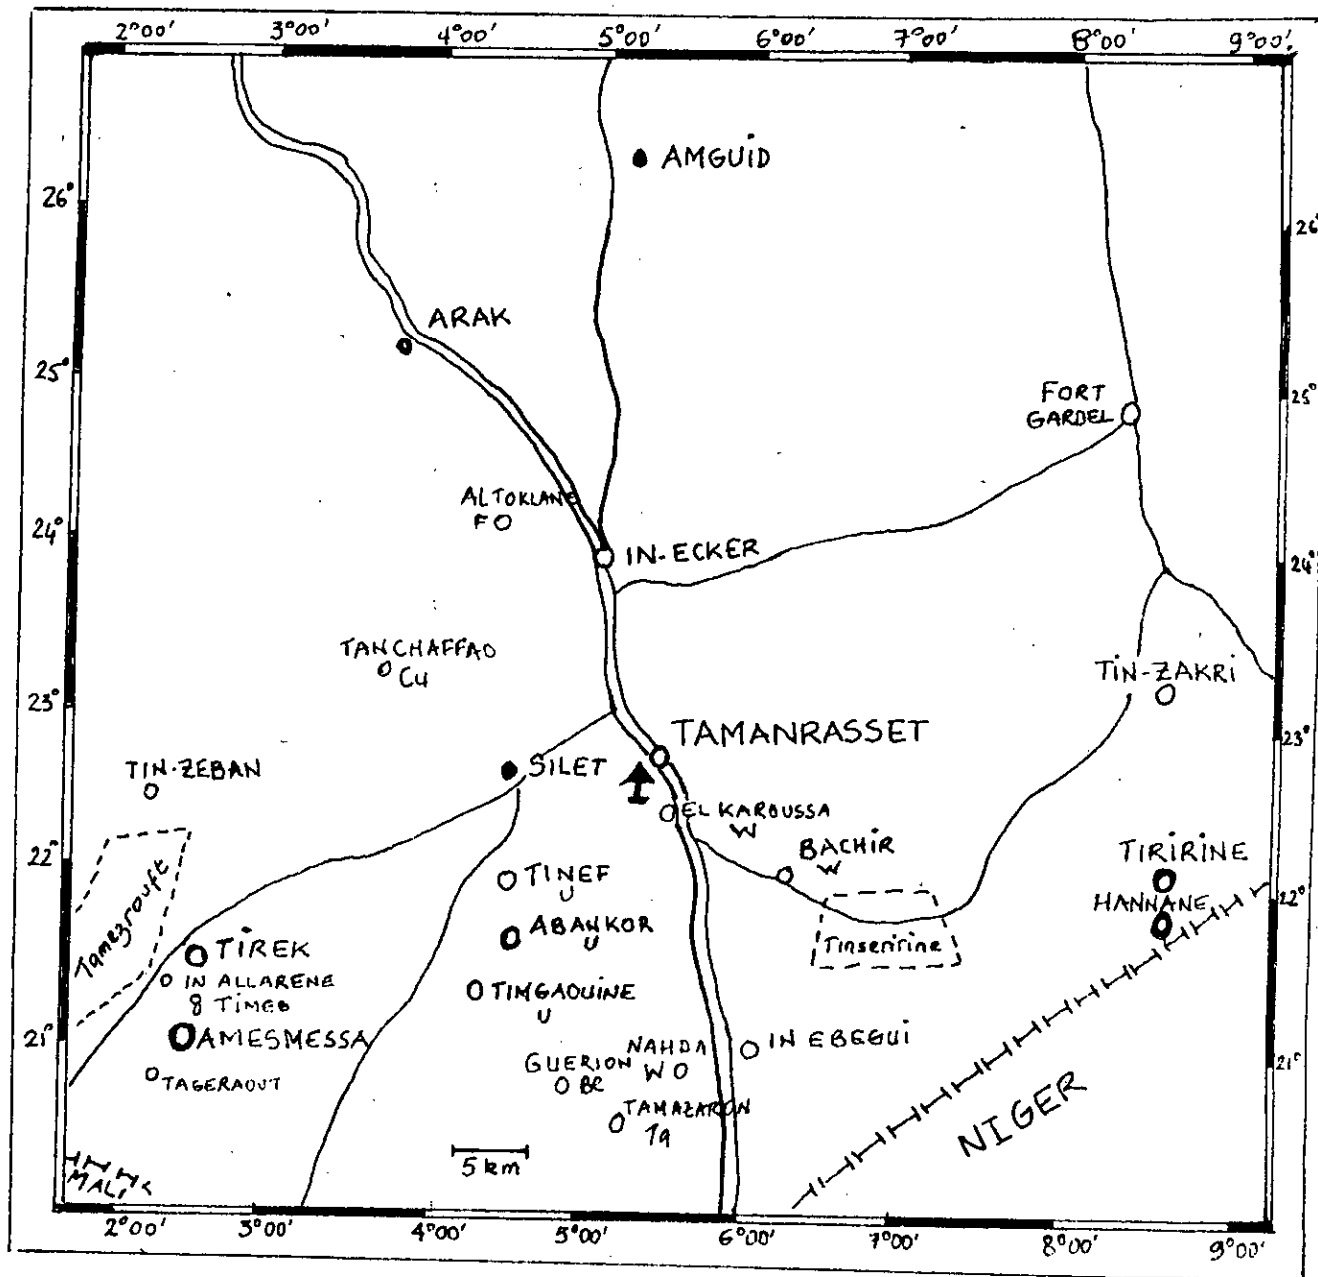 2°00' 3°00' 4°00' 5°00' 6°00' 7°00' 8°00' 9°00'
AMGUID
26°
26°
ARAK
25°
25°
FORT
GARDEL
ALTOKLAN
F
24°
IN-ECKER
24°
TANCHAFFAO
Cu
TIN-ZAKRI
23°
TAMANRASSET
23°
TIN-ZEBAN
SILET
EL KAROUSSA
W
BACHIR
W
22°
TINEF
U
TIRIRINE
HANNANE
22°
Tamezrouft
ABANKOR
U
Tinseririne
TIREK
IN ALLARENE
TIMEB
TIMGAOUINE
U
21°
AMESMESSA
NAHDA
W
IN EBEGUI
21°
GUERION
Be
TAGERAOUT
TAMAZARON
Ta
NIGER
5 km
MALI
2°00' 3°00' 4°00' 5°00' 6°00' 7°00' 8°00' 9°00'